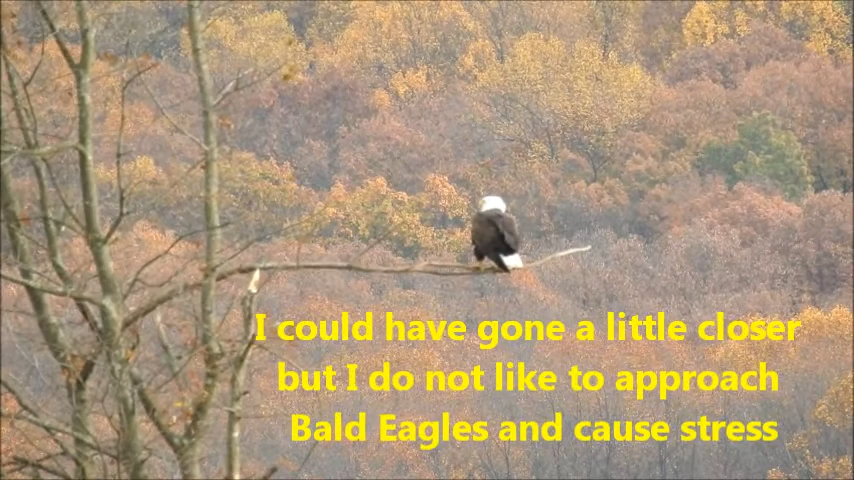 I could have gone a little closer
but I do not like to approach
Bald Eagles and cause stress